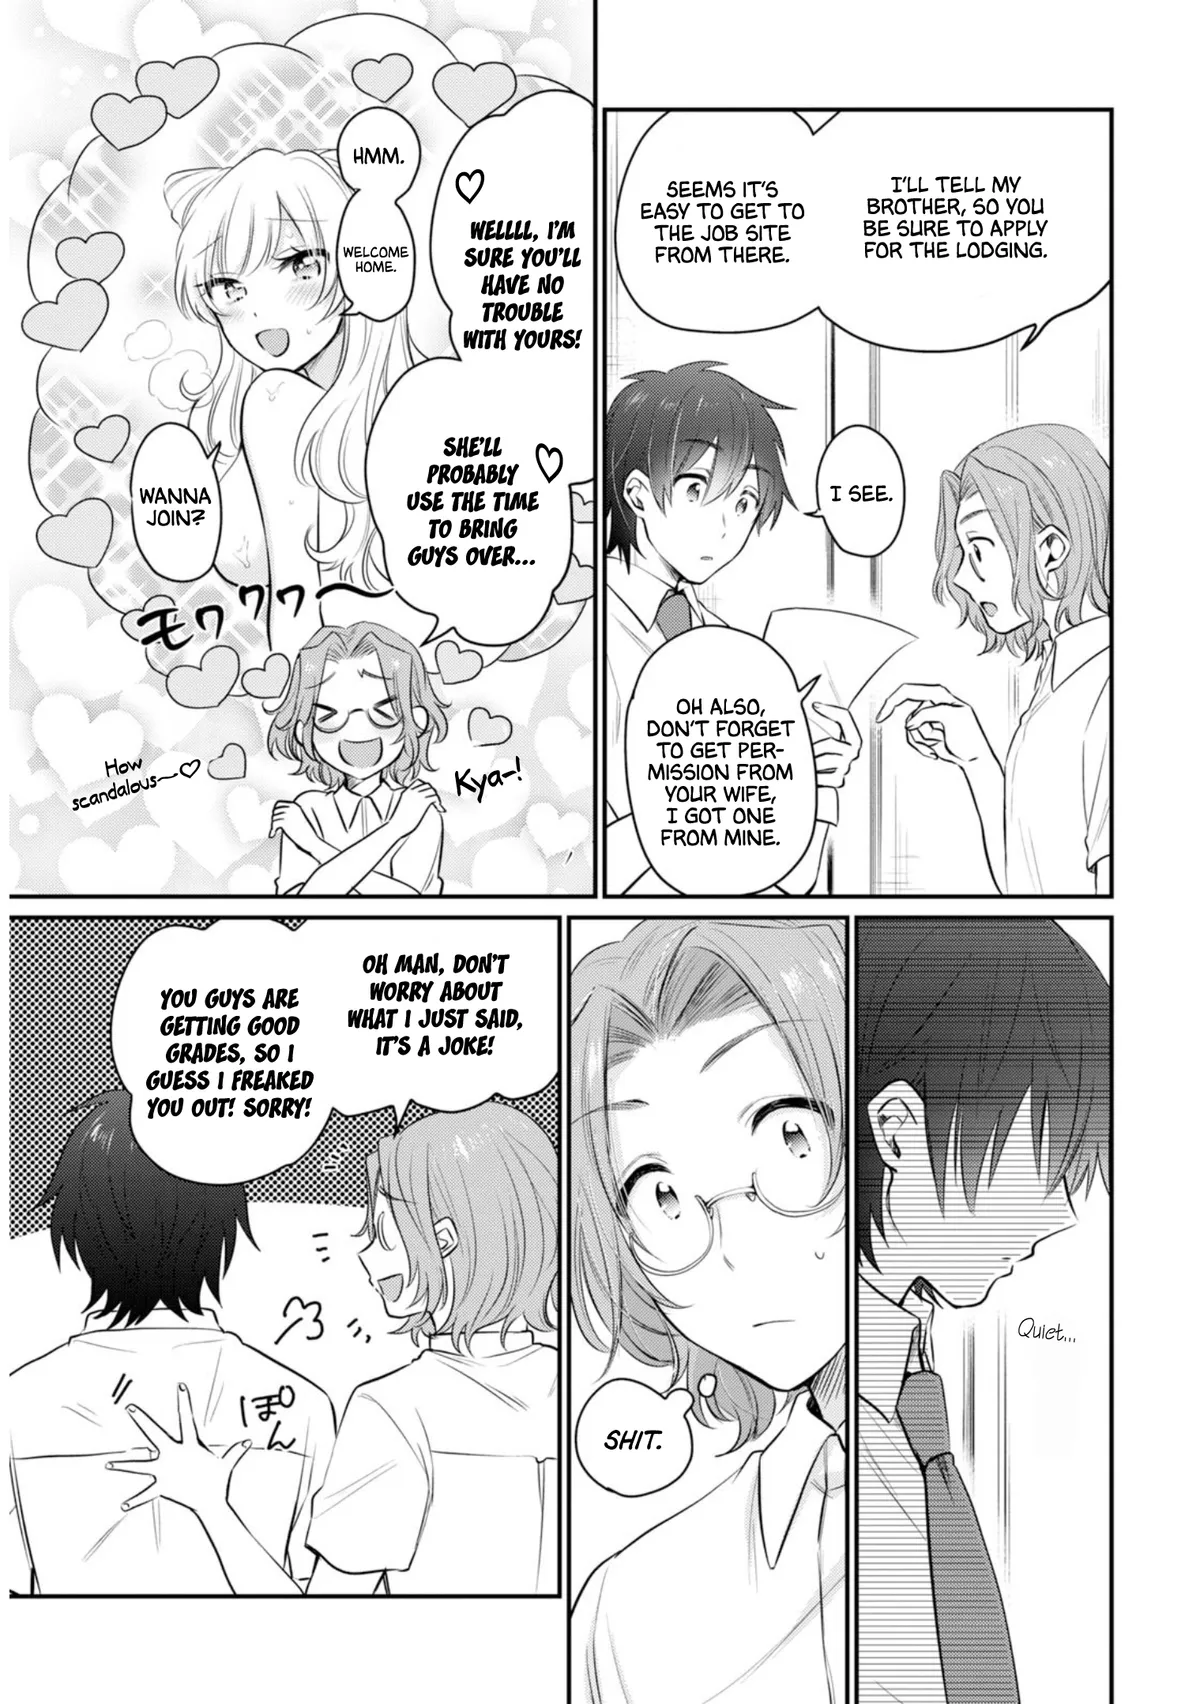 I'LL TELL MY
BROTHER, SO YOU
BE SURE TO APPLY
FOR THE LODGING.
SEEMS IT'S
EASY TO GET TO
THE JOB SITE
FROM THERE.
I SEE.
OH ALSO,
DON'T FORGET
TO GET PER-
MISSION FROM
YOUR WIFE,
I GOT ONE
FROM MINE.
WELLLL, I'M
SURE YOU'LL
HAVE NO
TROUBLE
WITH YOURS!
SHE'LL
PROBABLY
USE THE TIME
TO BRING
GUYS OVER...
HMM.
WELCOME
HOME.
WANNA
JOIN?
モワワワ～
How
scandalous～♡
Kya~!
Quiet...
SHIT.
OH MAN, DON'T
WORRY ABOUT
WHAT I JUST SAID,
IT'S A JOKE!
YOU GUYS ARE
GETTING GOOD
GRADES, SO I
GUESS I FREAKED
YOU OUT! SORRY!
ぽん